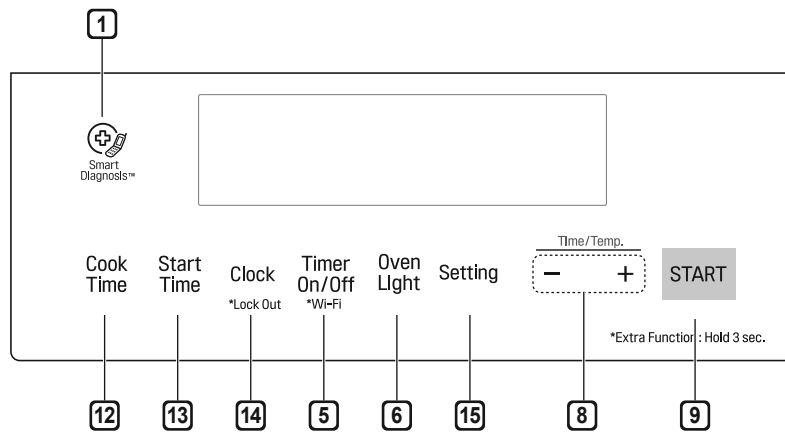 1
Smart
Diagnosis™
Time/Temp.
Cook
Time
Start
Time
Clock
*Lock Out
Timer
On/Off
*Wi-Fi
Oven
Light
Setting
− +
START
*Extra Function : Hold 3 sec.
12 13 14 5 6 15 8 9